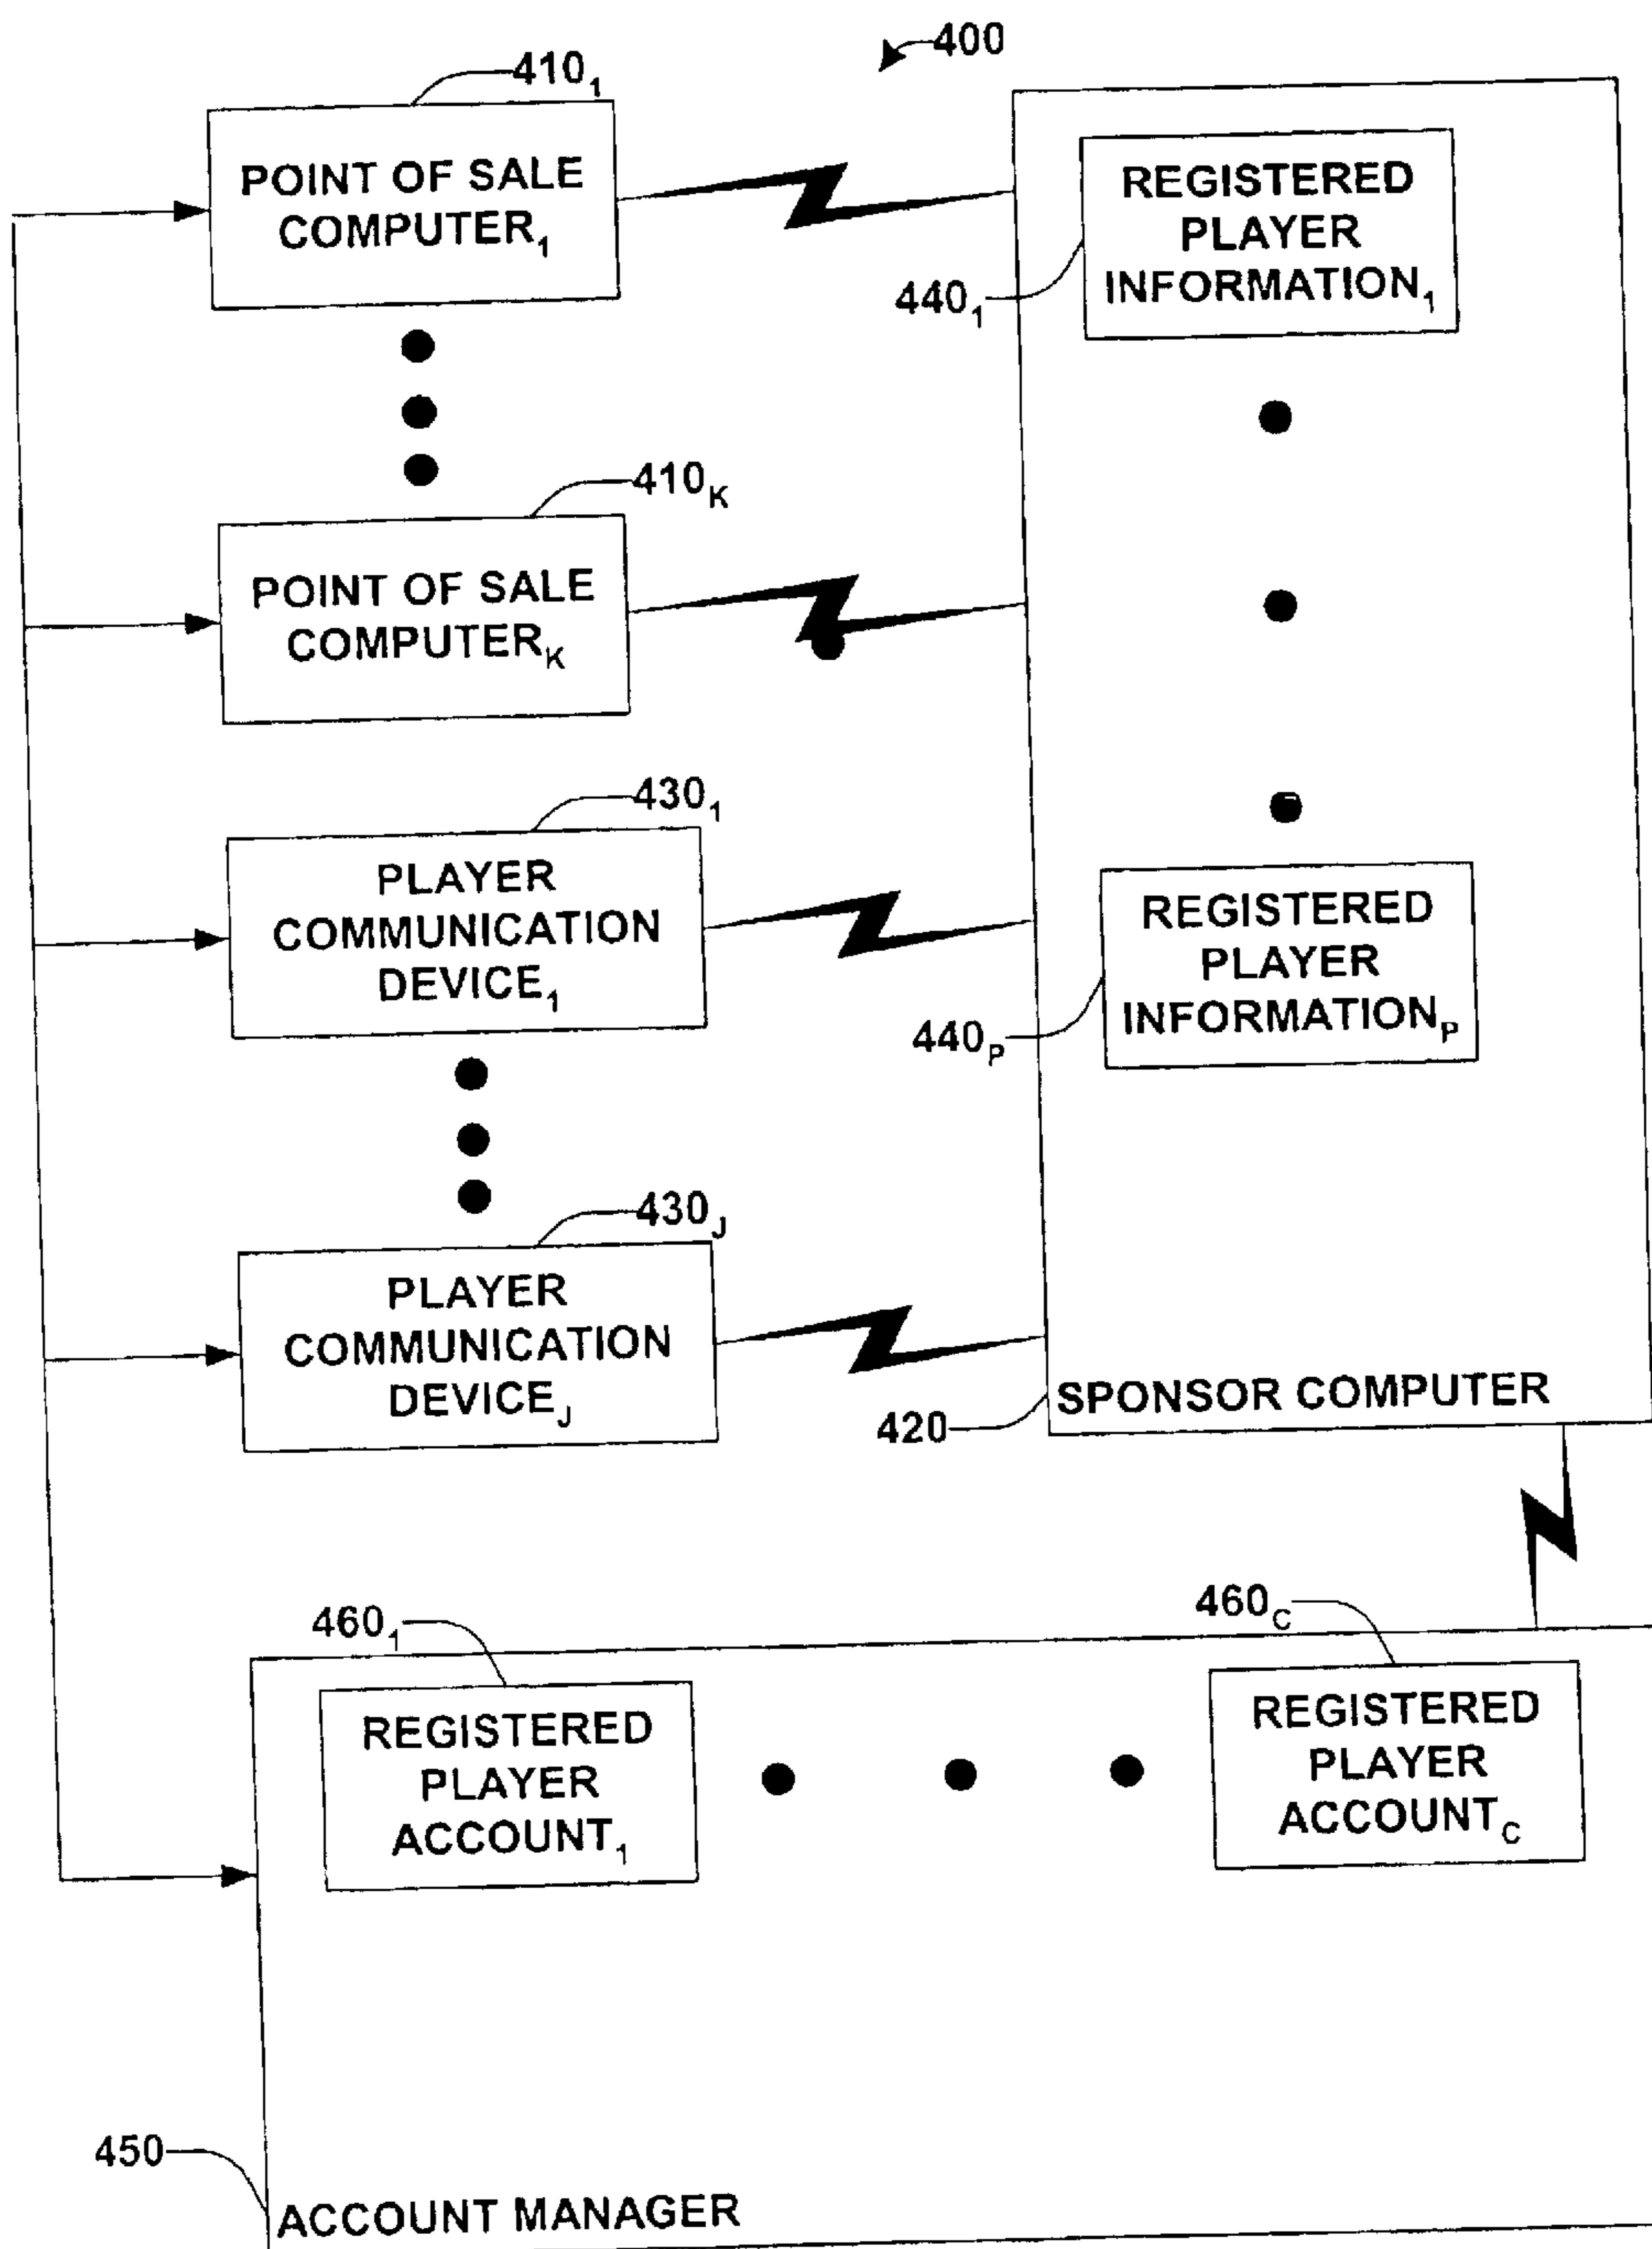 400
410₁
POINT OF SALE
COMPUTER₁
REGISTERED
PLAYER
INFORMATION₁
440₁
410K
POINT OF SALE
COMPUTERK
430₁
PLAYER
COMMUNICATION
DEVICE₁
REGISTERED
PLAYER
INFORMATIONP
440P
430J
PLAYER
COMMUNICATION
DEVICEJ
SPONSOR COMPUTER
420
460₁
REGISTERED
PLAYER
ACCOUNT₁
460C
REGISTERED
PLAYER
ACCOUNTC
450
ACCOUNT MANAGER